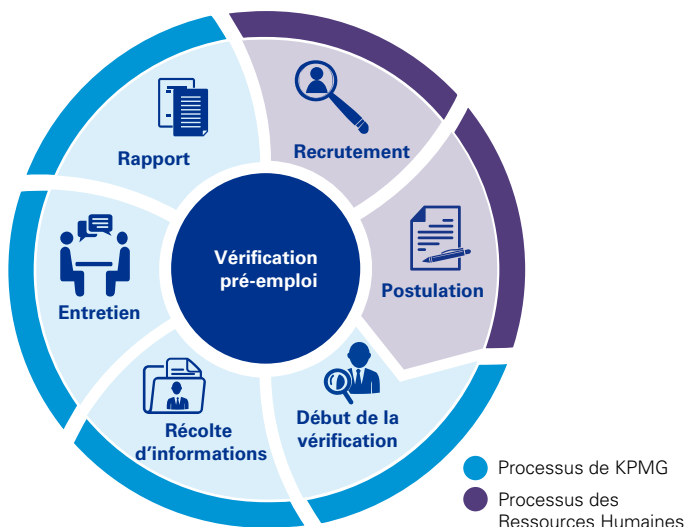 Rapport
Recrutement
Vérification
pré-emploi
Postulation
Entretien
Récolte
d'informations
Début de la
vérification
Processus de KPMG
Processus des
Ressources Humaines